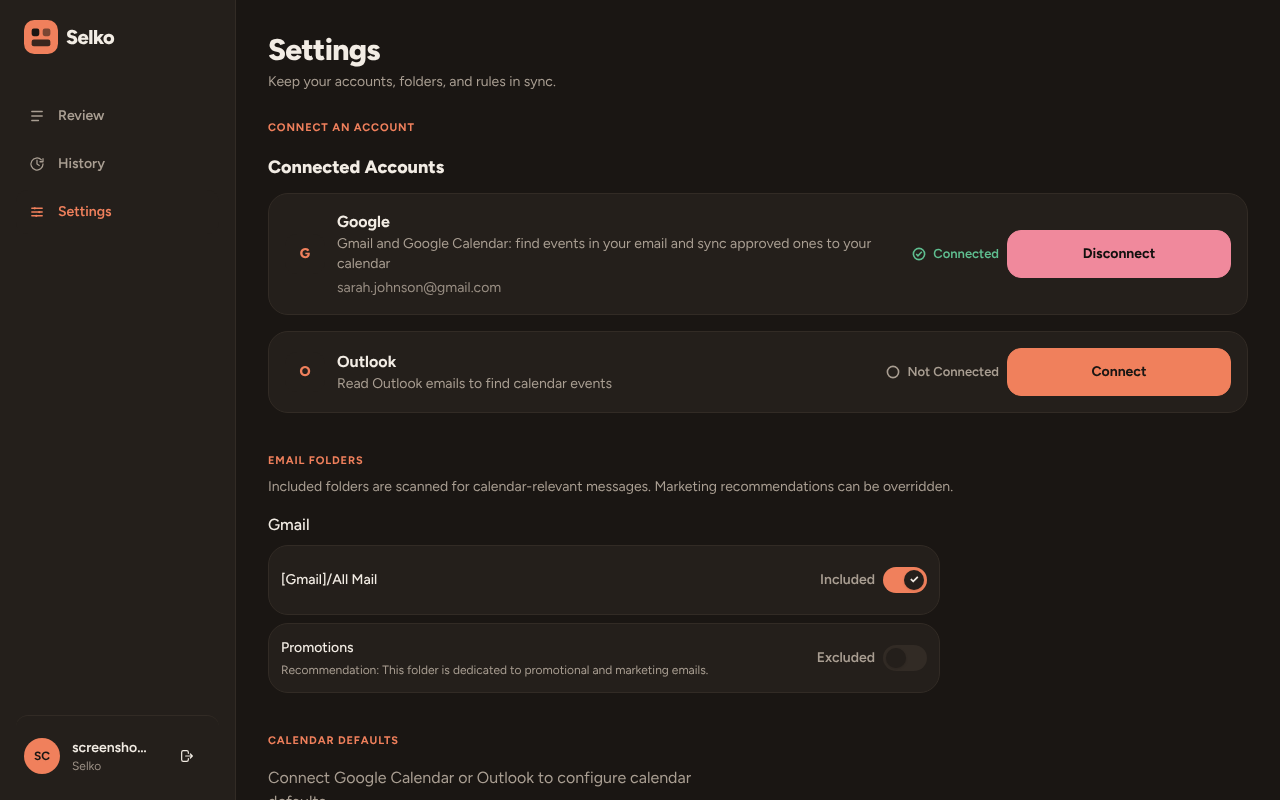 Selko
Review
History
Settings
screensho...
Selko
SC
Settings
Keep your accounts, folders, and rules in sync.
CONNECT AN ACCOUNT
Connected Accounts
G
Google
Gmail and Google Calendar: find events in your email and sync approved ones to your
calendar
sarah.johnson@gmail.com
Connected
Disconnect
O
Outlook
Read Outlook emails to find calendar events
Not Connected
Connect
EMAIL FOLDERS
Included folders are scanned for calendar-relevant messages. Marketing recommendations can be overridden.
Gmail
[Gmail]/All Mail
Included
Promotions
Recommendation: This folder is dedicated to promotional and marketing emails.
Excluded
CALENDAR DEFAULTS
Connect Google Calendar or Outlook to configure calendar
defaults